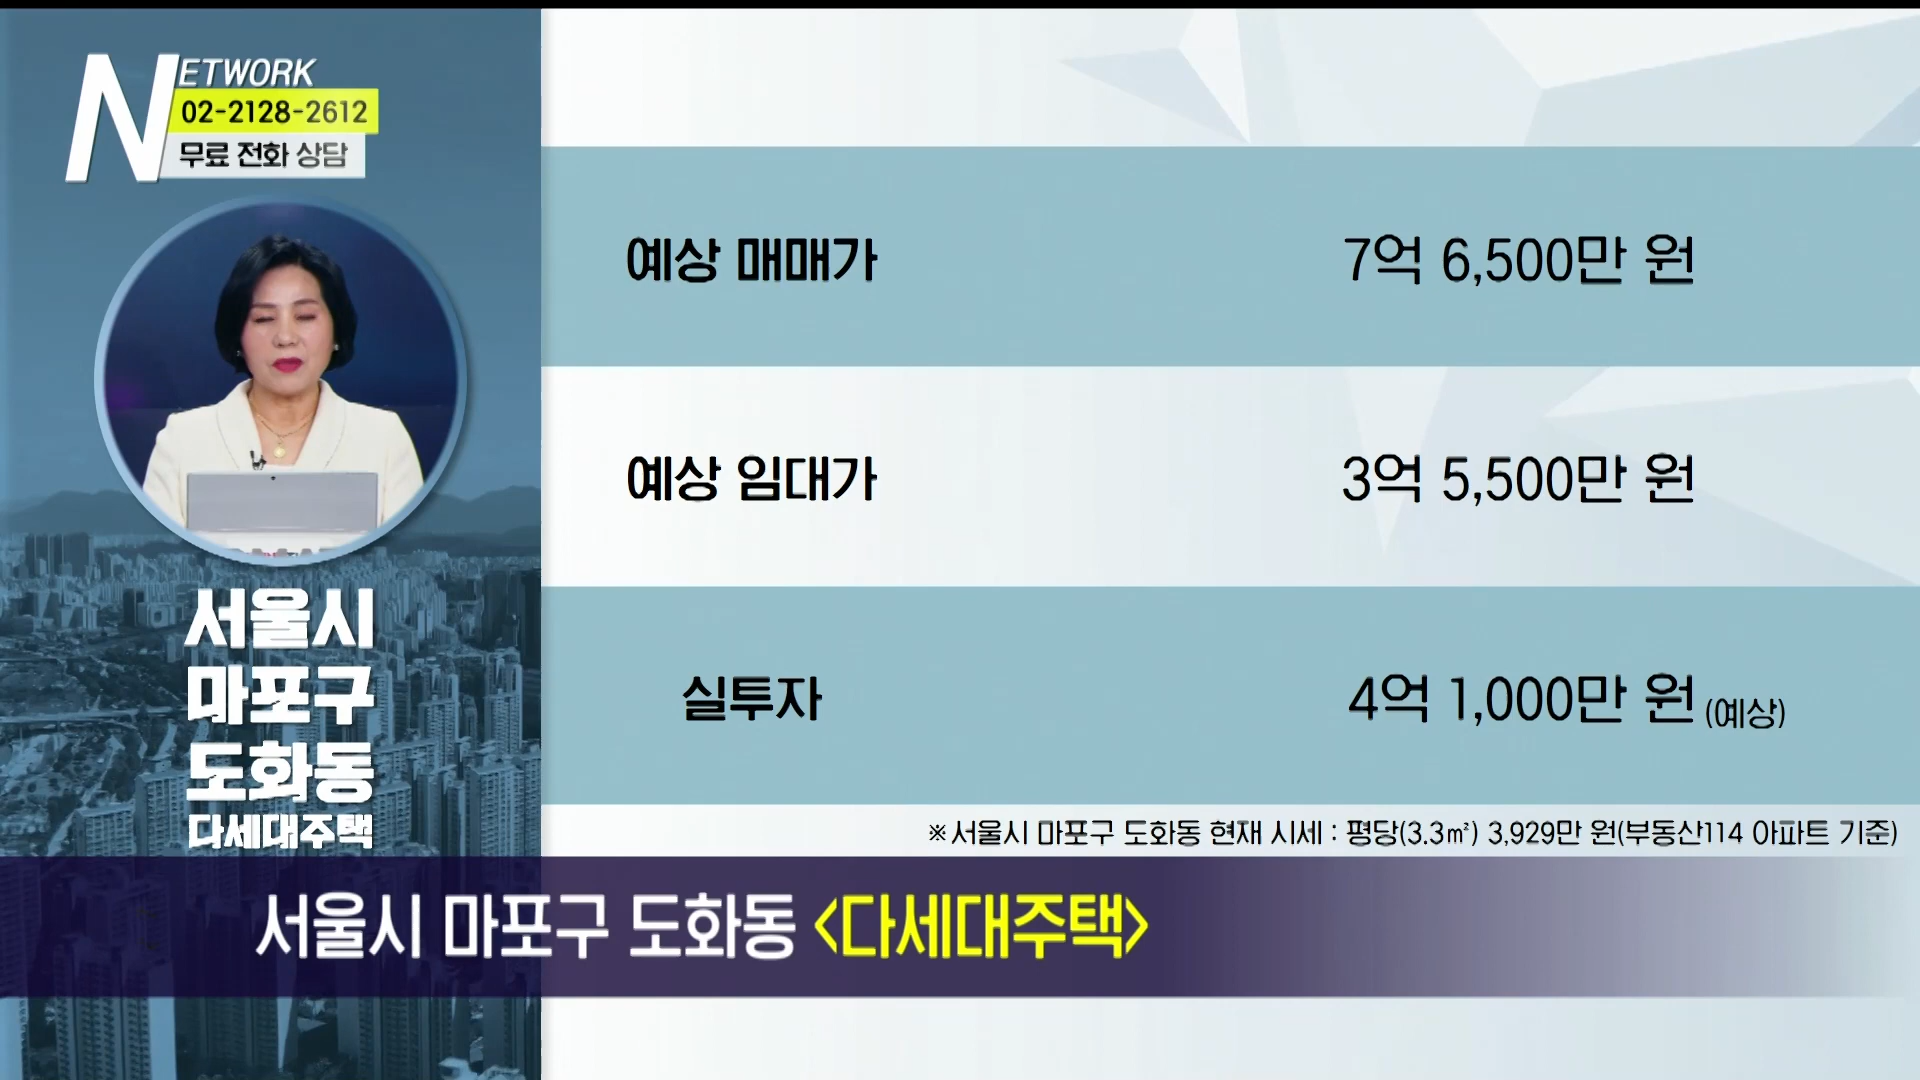 NETWORK
02-2128-2612
무료 전화 상담
서울시
마포구
도화동
다세대주택
예상 매매가 7억 6,500만 원
예상 임대가 3억 5,500만 원
실투자 4억 1,000만 원 (예상)
※서울시 마포구 도화동 현재 시세 : 평당(3.3㎡) 3,929만 원(부동산114 아파트 기준)
서울시 마포구 도화동 <다세대주택>